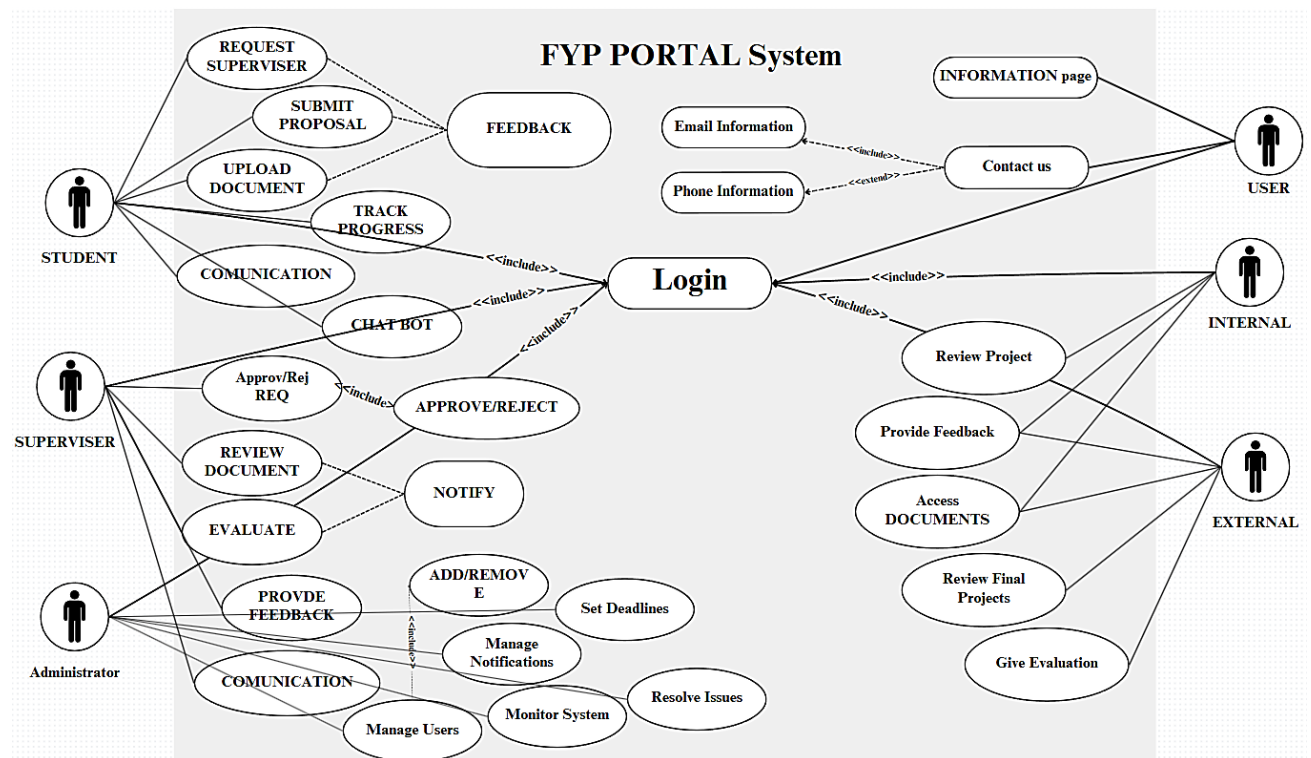 FYP PORTAL System
REQUEST
SUPERVISER
SUBMIT
PROPOSAL
UPLOAD
DOCUMENT
FEEDBACK
TRACK
PROGRESS
COMUNICATION
CHAT BOT
STUDENT
INFORMATION page
Email Information
<<include>>
Contact us
Phone Information
<<extend>>
USER
Login
<<include>>
<<include>>
<<include>>
<<include>>
<<include>>
INTERNAL
SUPERVISER
Approv/Rej
REQ
<<include>
APPROVE/REJECT
REVIEW
DOCUMENT
NOTIFY
EVALUATE
PROVDE
FEEDBACK
COMUNICATION
Review Project
Provide Feedback
Access
DOCUMENTS
EXTERNAL
Review Final
Projects
Give Evaluation
Administrator
ADD/REMOV
E
<<include>>
Set Deadlines
Manage
Notifications
Resolve Issues
Monitor System
Manage Users